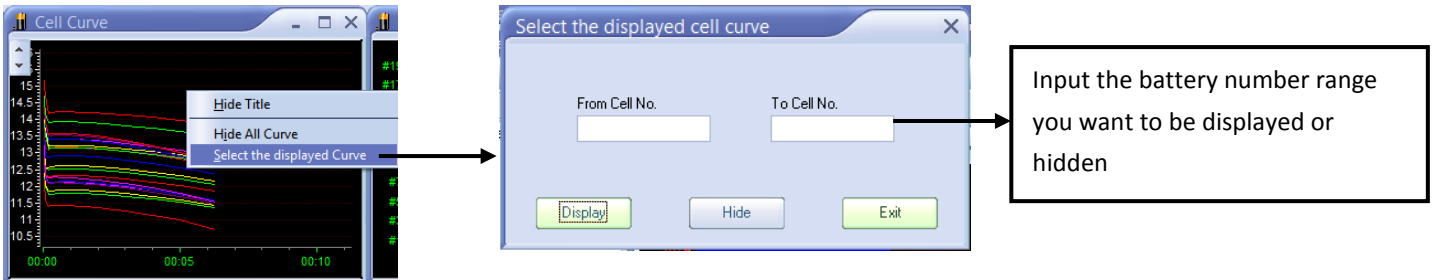 Cell Curve
15
14.5
14
13.5
13
12.5
12
11.5
11
10.5
00:00 00:05 00:10
Hide Title
Hide All Curve
Select the displayed Curve
Select the displayed cell curve
From Cell No. To Cell No.
Display Hide Exit
Input the battery number range
you want to be displayed or
hidden